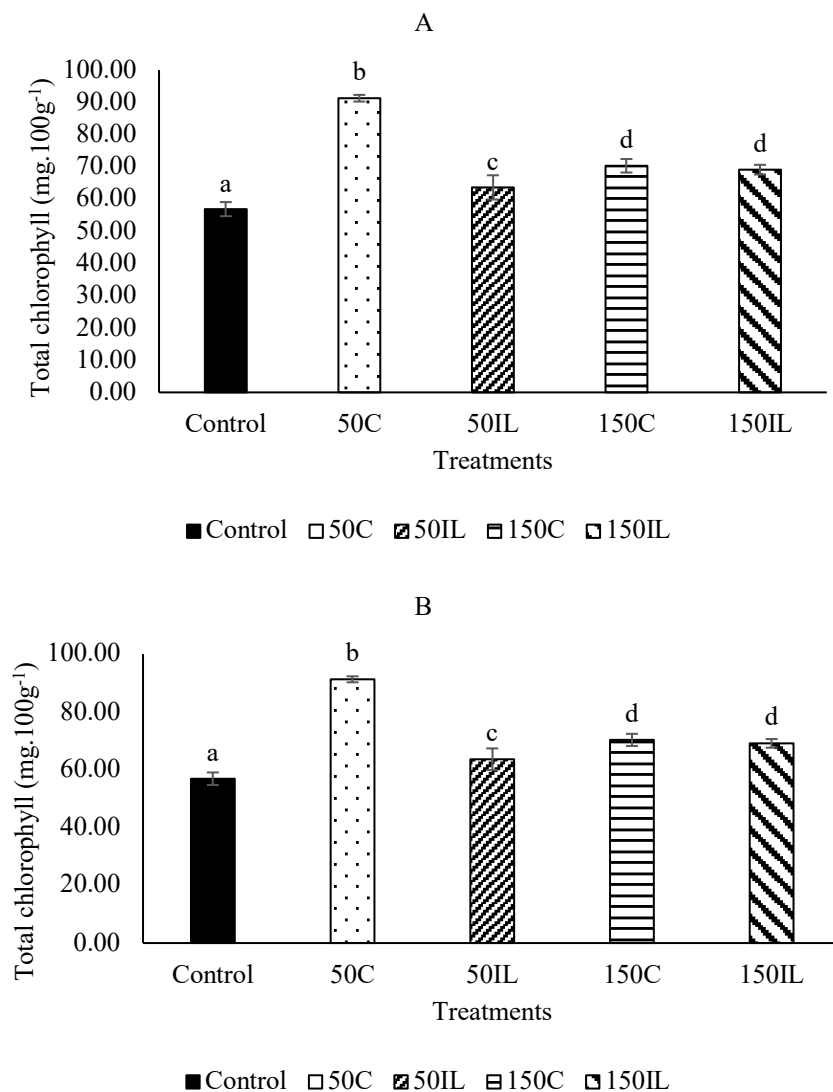 A
Total chlorophyll (mg.100g⁻¹)
100.00
90.00
80.00
70.00
60.00
50.00
40.00
30.00
20.00
10.00
0.00
a
b
c
d
d
Control 50C 50IL 150C 150IL
Treatments
Control 50C 50IL 150C 150IL
B
Total chlorophyll (mg.100g⁻¹)
100.00
80.00
60.00
40.00
20.00
0.00
a
b
c
d
d
Control 50C 50IL 150C 150IL
Treatments
Control 50C 50IL 150C 150IL